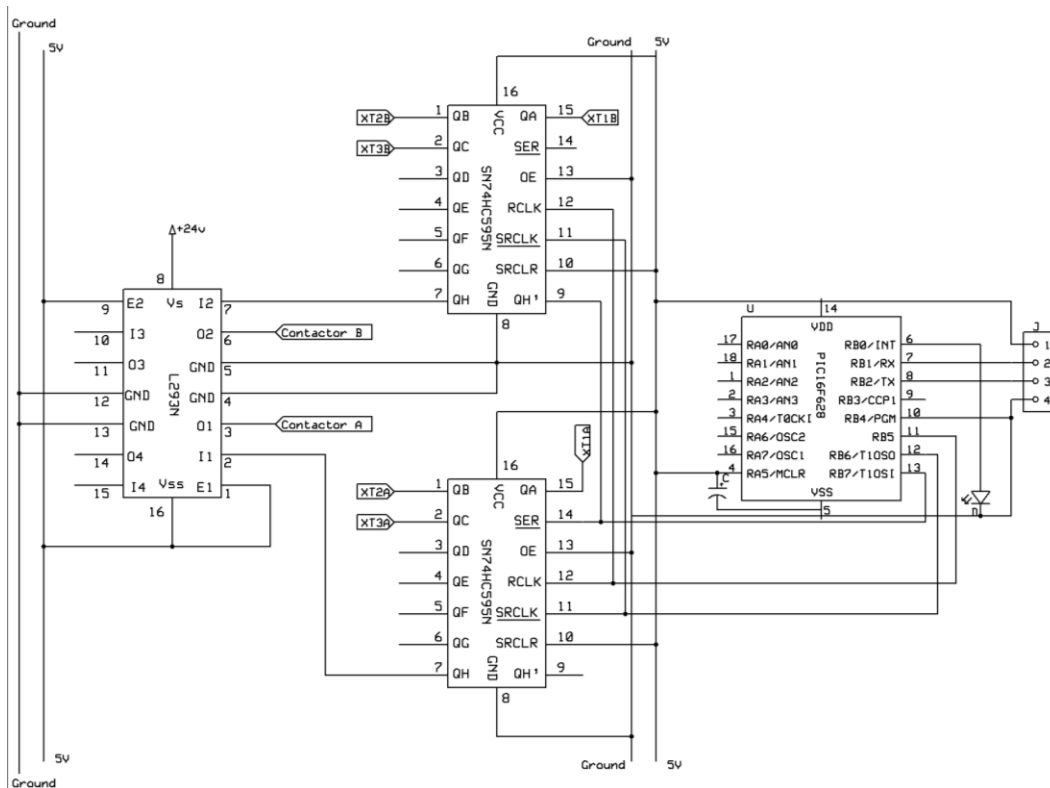 Ground
5V
Ground
5V
16
XT2B
1
QB
VCC
QA
15
XT1B
XT3B
2
QC
SER
14
3
QD
SN74HC595N
OE
13
4
QE
RCLK
12
5
QF
SRCLK
11
6
QG
SRCLR
10
7
QH
GND
QH'
9
8
+24v
8
9
E2
Vs
I2
7
10
I3
O2
6
Contactor B
11
O3
GND
5
L293N
12
GND
GND
4
13
GND
O1
3
Contactor A
14
O4
I1
2
15
I4
Vss
E1
1
16
XT1A
16
XT2A
1
QB
VCC
QA
15
XT3A
2
QC
SER
14
3
QD
SN74HC595N
OE
13
4
QE
RCLK
12
5
QF
SRCLK
11
6
QG
SRCLR
10
7
QH
GND
QH'
9
8
U
14
VDD
17
RA0/AN0
RB0/INT
6
18
RA1/AN1
RB1/RX
7
1
RA2/AN2
RB2/TX
8
2
RA3/AN3
RB3/CCP1
9
3
RA4/T0CKI
RB4/PGM
10
15
RA6/OSC2
RB5
11
16
RA7/OSC1
RB6/T1OSO
12
4
RA5/MCLR
RB7/T1OSI
13
PIC16F628
VSS
5
C
+
D
J
1
2
3
4
5V
Ground
Ground
5V